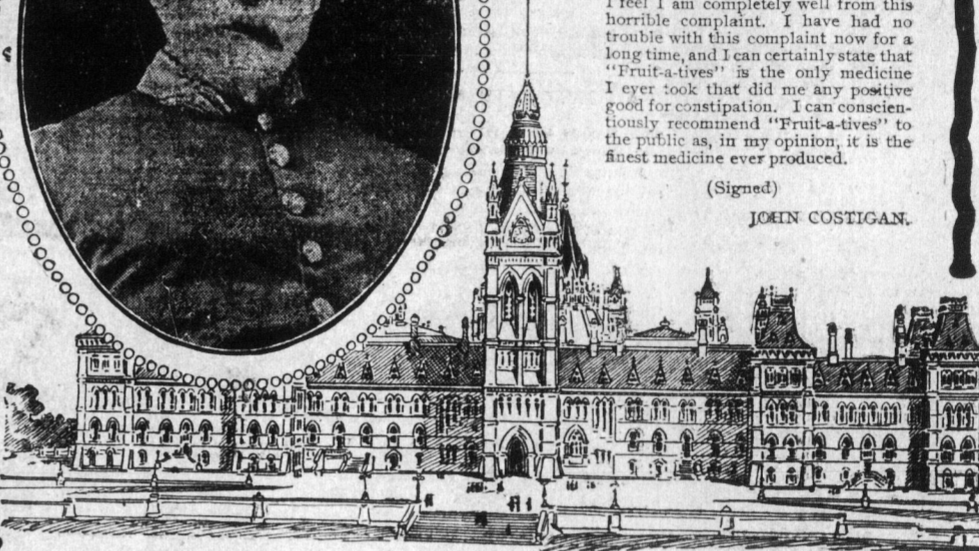 I feel I am completely well from this
horrible complaint. I have had no
trouble with this complaint now for a
long time, and I can certainly state that
"Fruit-a-tives" is the only medicine
I ever took that did me any positive
good for constipation. I can conscien-
tiously recommend "Fruit-a-tives" to
the public as, in my opinion, it is the
finest medicine ever produced.
(Signed)
JOHN COSTIGAN.